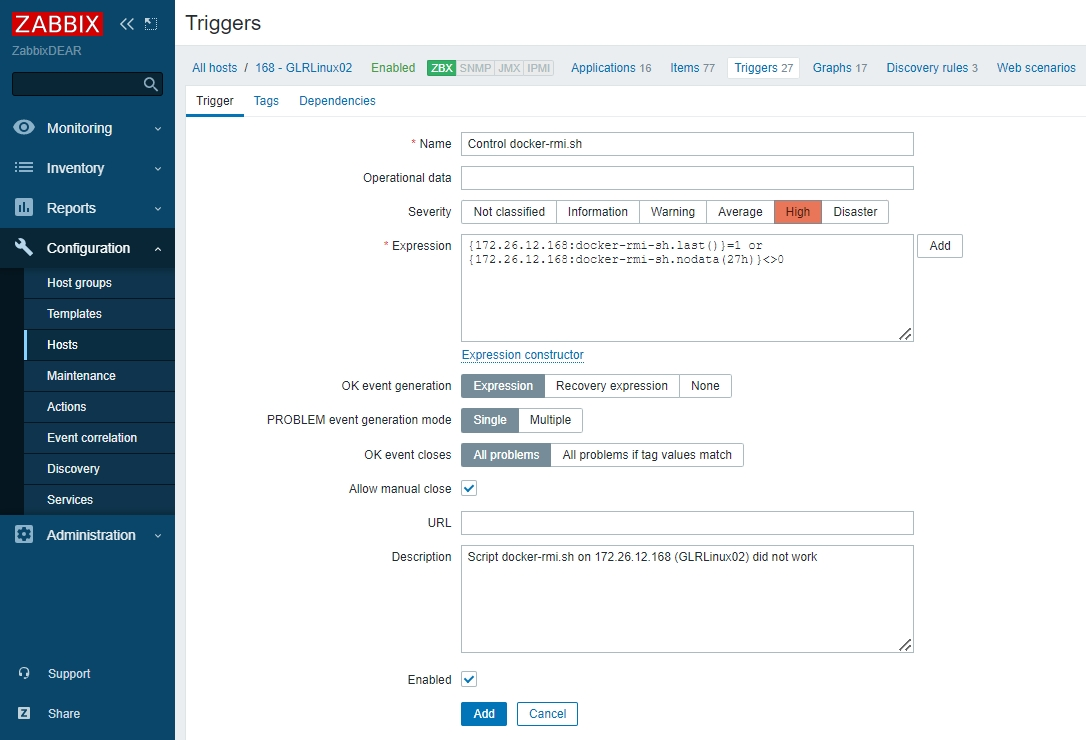 ZABBIX
ZabbixDEAR
Monitoring
Inventory
Reports
Configuration
Host groups
Templates
Hosts
Maintenance
Actions
Event correlation
Discovery
Services
Administration
Support
Z Share
Triggers
All hosts / 168 - GLRLinux02 Enabled ZBX SNMP JMX IPMI Applications 16 Items 77 Triggers 27 Graphs 17 Discovery rules 3 Web scenarios
Trigger Tags Dependencies
* Name Control docker-rmi.sh
Operational data
Severity Not classified Information Warning Average High Disaster
* Expression {172.26.12.168:docker-rmi-sh.last()}=1 or Add
{172.26.12.168:docker-rmi-sh.nodata(27h)}<>0
Expression constructor
OK event generation Expression Recovery expression None
PROBLEM event generation mode Single Multiple
OK event closes All problems All problems if tag values match
Allow manual close
URL
Description Script docker-rmi.sh on 172.26.12.168 (GLRLinux02) did not work
Enabled
Add Cancel